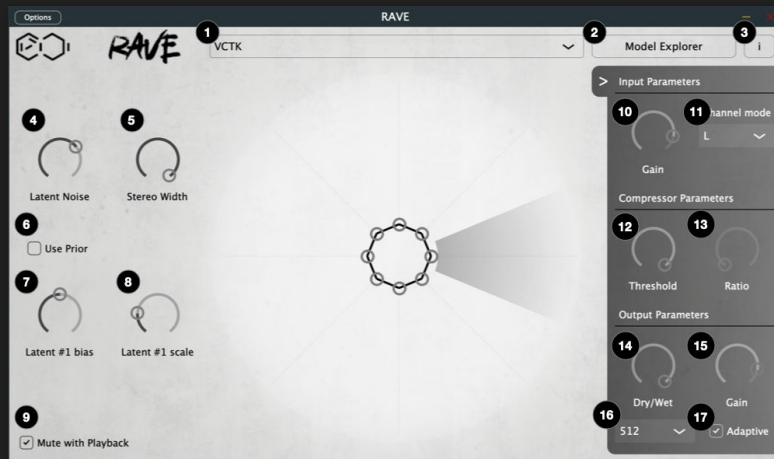 Options
RAVE
1
2
3
RAVE
VCTK
Model Explorer
i
> Input Parameters
4
5
10
11
hannel mode
L
Latent Noise
Stereo Width
Gain
Compressor Parameters
6
Use Prior
12
13
7
8
Threshold
Ratio
Output Parameters
14
15
Latent #1 bias
Latent #1 scale
Dry/Wet
Gain
9
16
17
Mute with Playback
512
Adaptive